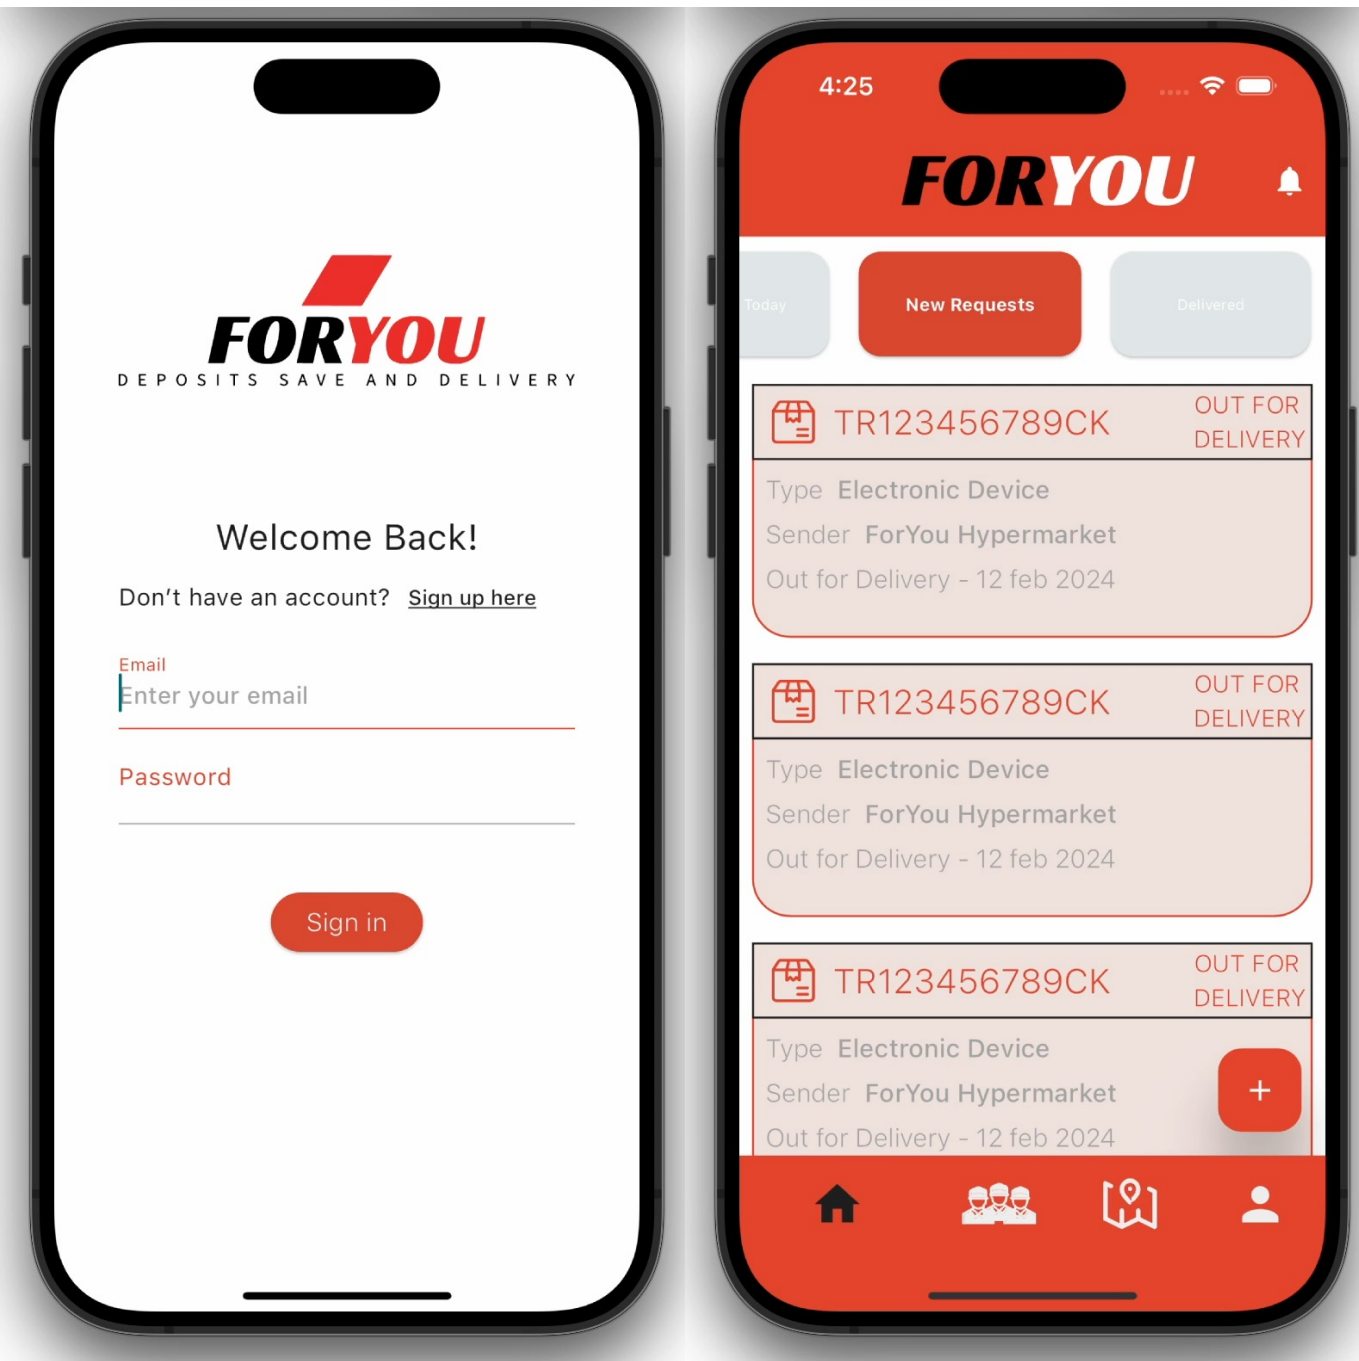 FORYOU
DEPOSITS SAVE AND DELIVERY
Welcome Back!
Don't have an account? Sign up here
Email
Enter your email
Password
Sign in
4:25
FORYOU
Today
New Requests
Delivered
TR123456789CK
OUT FOR
DELIVERY
Type Electronic Device
Sender ForYou Hypermarket
Out for Delivery - 12 feb 2024
TR123456789CK
OUT FOR
DELIVERY
Type Electronic Device
Sender ForYou Hypermarket
Out for Delivery - 12 feb 2024
TR123456789CK
OUT FOR
DELIVERY
Type Electronic Device
Sender ForYou Hypermarket
Out for Delivery - 12 feb 2024
+